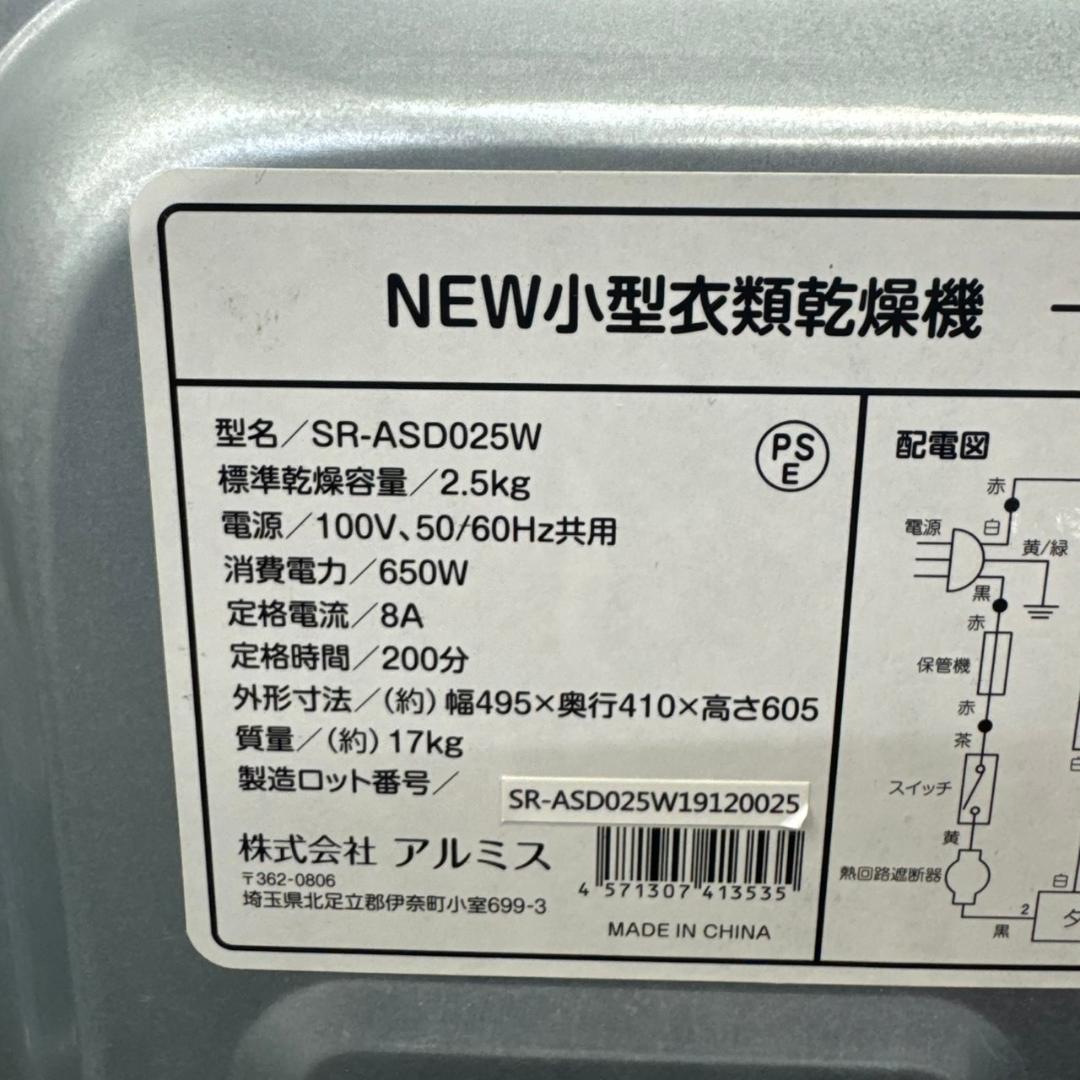 NEW小型衣類乾燥機
型名／SR-ASD025W
標準乾燥容量／2.5kg
電源／100V、50/60Hz共用
消費電力／650W
定格電流／8A
定格時間／200分
外形寸法／(約) 幅495×奥行410×高さ605
質量／(約) 17kg
製造ロット番号／
SR-ASD025W19120025
株式会社 アルミス
〒362-0806
埼玉県北足立郡伊奈町小室699-3
4 571307 413535
MADE IN CHINA
PS
E
配電図
赤
電源
白
黄/緑
黒
赤
保管機
赤
茶
スイッチ
黄
熱回路遮断器
白
2
黒